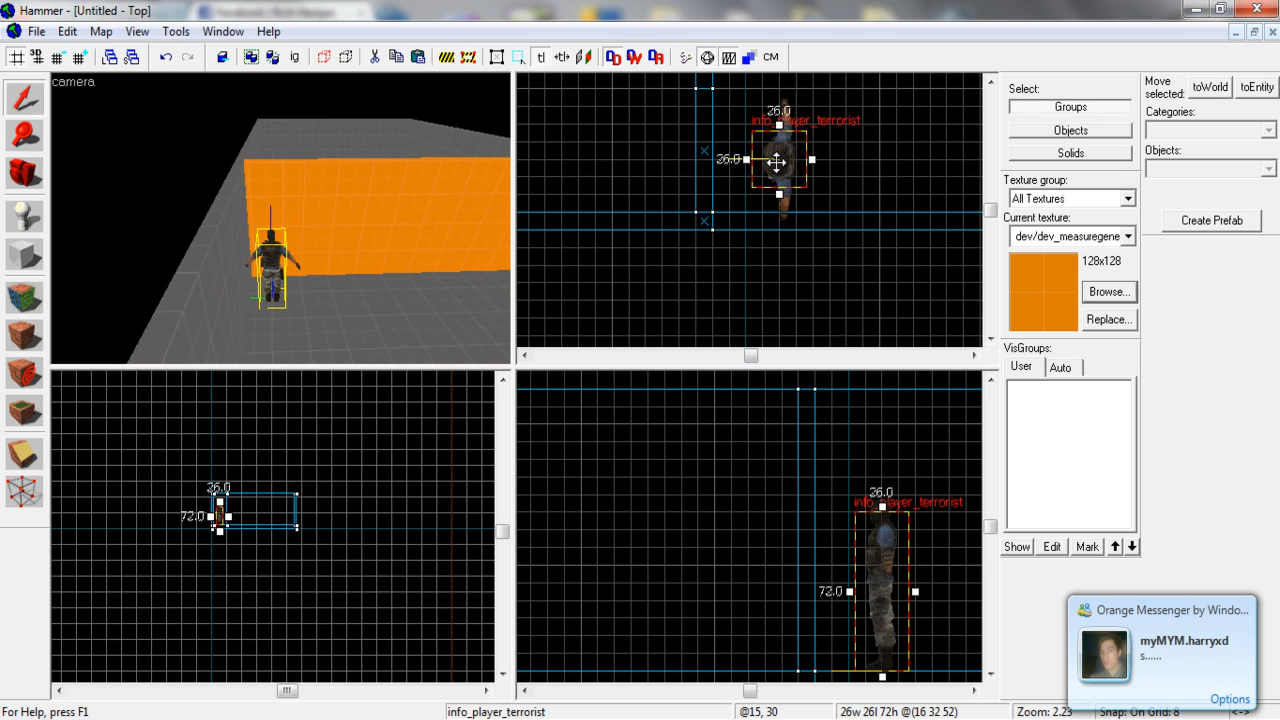 Hammer - [Untitled - Top]
File Edit Map View Tools Window Help
3D
ig
tl
CM
camera
26.0
info_player_terrorist
26.0
26.0
72.0
26.0
info_player_terrorist
72.0
Select:
Groups
Objects
Solids
Texture group:
All Textures
Current texture:
dev/dev_measuregene
128x128
Browse...
Replace...
VisGroups:
User Auto
Show Edit Mark
Move
selected:
toWorld toEntity
Categories:
Objects:
Create Prefab
Orange Messenger by Windo...
myMYM.harryxd
s......
Options
For Help, press F1
info_player_terrorist
@15, 30
26w 26l 72h @(16 32 52)
Zoom: 2.23
Snap: On Grid: 8
<->